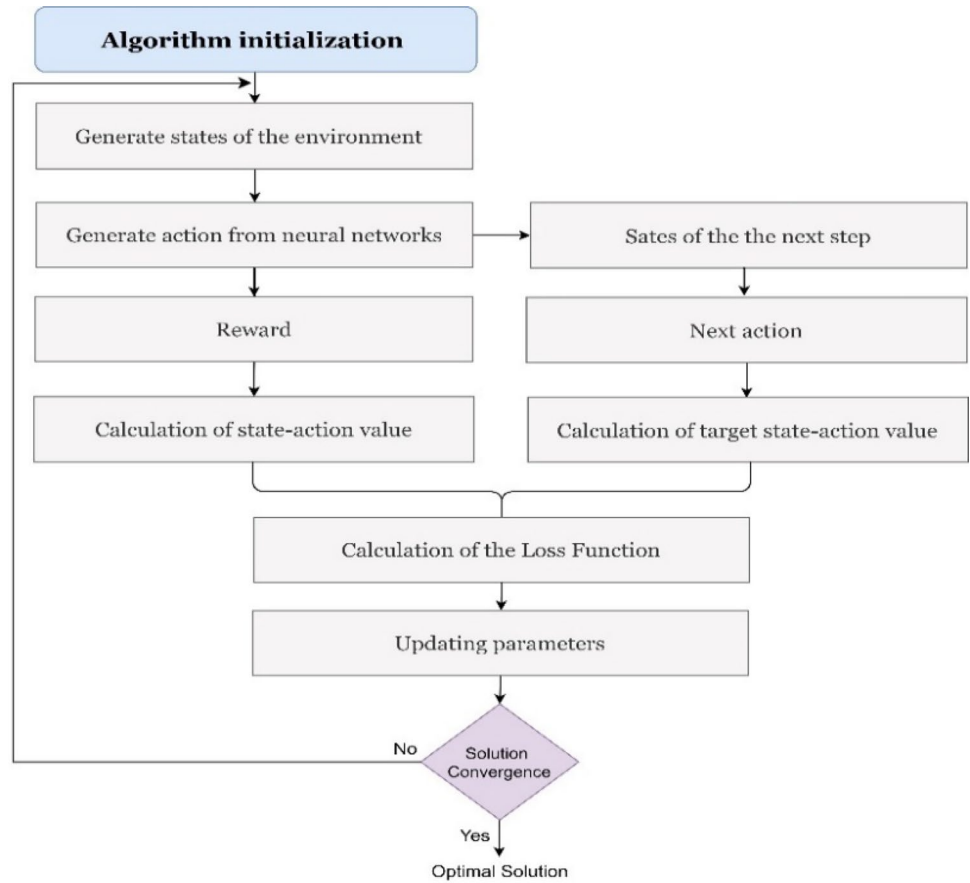 Algorithm initialization
Generate states of the environment
Generate action from neural networks
Sates of the the next step
Reward
Next action
Calculation of state-action value
Calculation of target state-action value
Calculation of the Loss Function
Updating parameters
Solution
Convergence
No
Yes
Optimal Solution